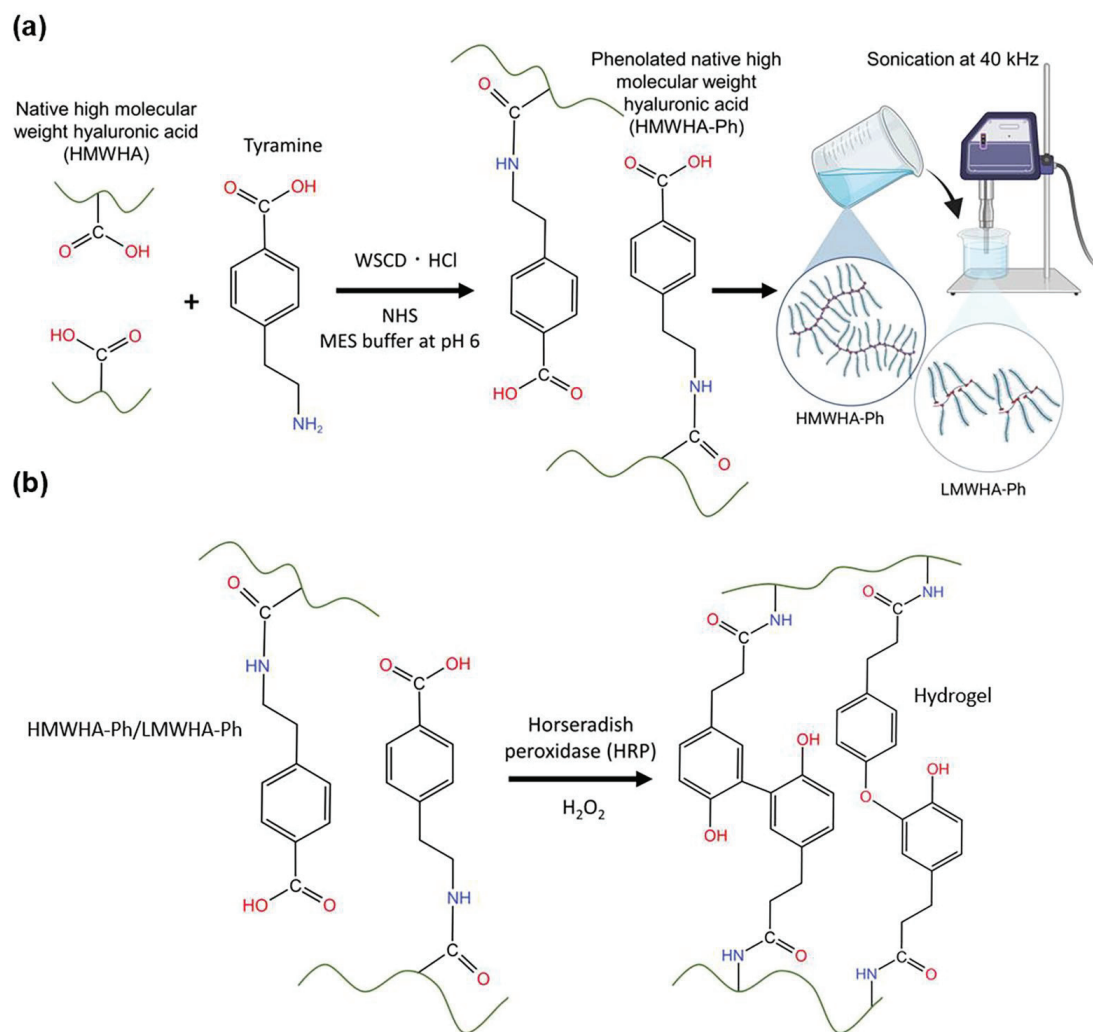 (a)
Native high molecular
weight hyaluronic acid
(HMWHA)
O
C
OH
HO
C
O
+
Tyramine
O
C
OH
NH₂
WSCD · HCl
NHS
MES buffer at pH 6
O
C
HN
C
HO
O
Phenolated native high
molecular weight
hyaluronic acid
(HMWHA-Ph)
O
C
OH
NH
C
O
Sonication at 40 kHz
HMWHA-Ph
LMWHA-Ph
(b)
HMWHA-Ph/LMWHA-Ph
O
C
HN
C
HO
O
O
C
OH
NH
C
O
Horseradish
peroxidase (HRP)
H₂O₂
Hydrogel
O
C
NH
O
C
NH
OH
OH
O
OH
HN
C
O
HN
C
O